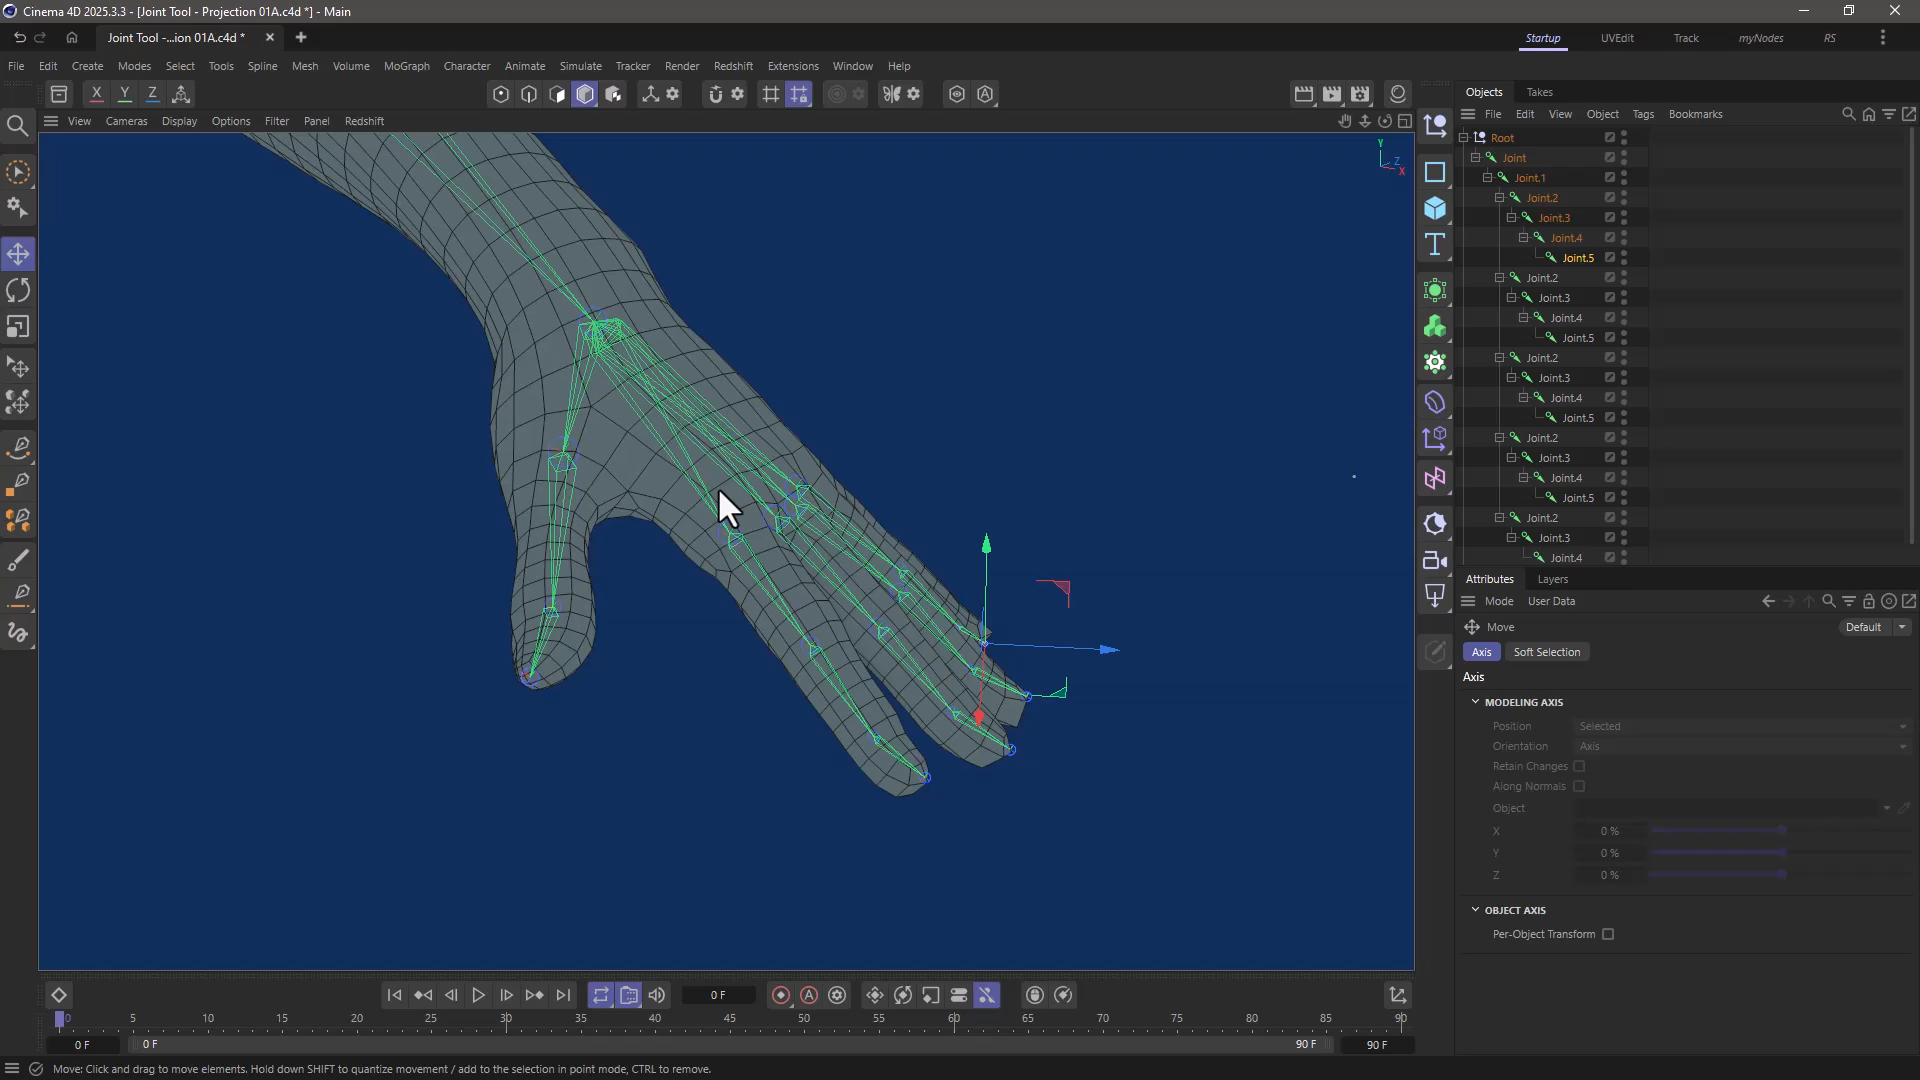 Cinema 4D 2025.3.3 - [Joint Tool - Projection 01A.c4d *] - Main
Joint Tool -...ion 01A.c4d *
Startup UVEdit Track myNodes RS
File Edit Create Modes Select Tools Spline Mesh Volume MoGraph Character Animate Simulate Tracker Render Redshift Extensions Window Help
X Y Z
Objects Takes
File Edit View Object Tags Bookmarks
View Cameras Display Options Filter Panel Redshift
Y
Z
X
Root
Joint
Joint.1
Joint.2
Joint.3
Joint.4
Joint.5
Joint.2
Joint.3
Joint.4
Joint.5
Joint.2
Joint.3
Joint.4
Joint.5
Joint.2
Joint.3
Joint.4
Joint.5
Joint.2
Joint.3
Joint.4
Attributes Layers
Mode User Data
Move Default
Axis Soft Selection
Axis
MODELING AXIS
Position Selected
Orientation Axis
Retain Changes
Along Normals
Object
X 0 %
Y 0 %
Z 0 %
OBJECT AXIS
Per-Object Transform
0 F
0 5 10 15 20 25 30 35 40 45 50 55 60 65 70 75 80 85 90
0 F 0 F 90 F 90 F
Move: Click and drag to move elements. Hold down SHIFT to quantize movement / add to the selection in point mode, CTRL to remove.